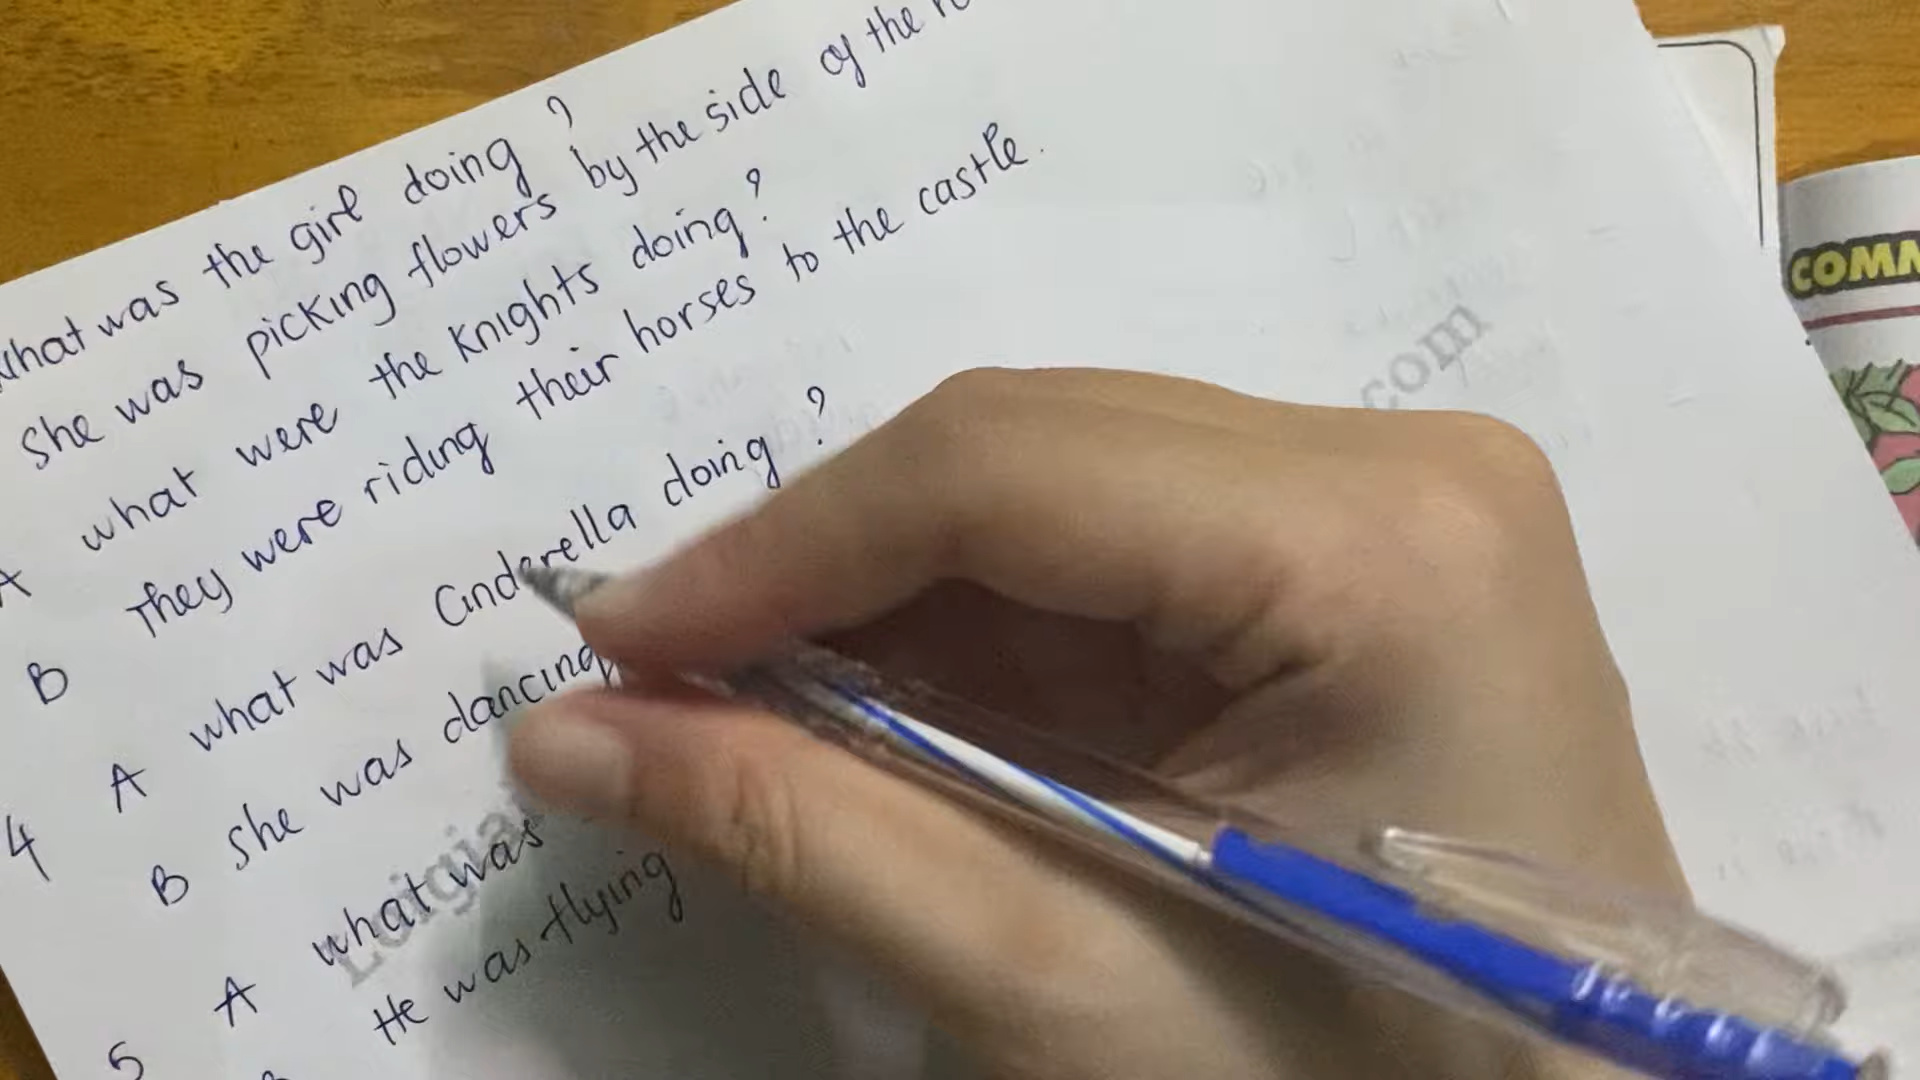 what was the girl doing ?
She was picking flowers by the side of the
A what were the knights doing ?
B They were riding their horses to the castle.
4 A what was Cinderella doing ?
B She was dancing
5 A what was
He was flying
COMM
.com